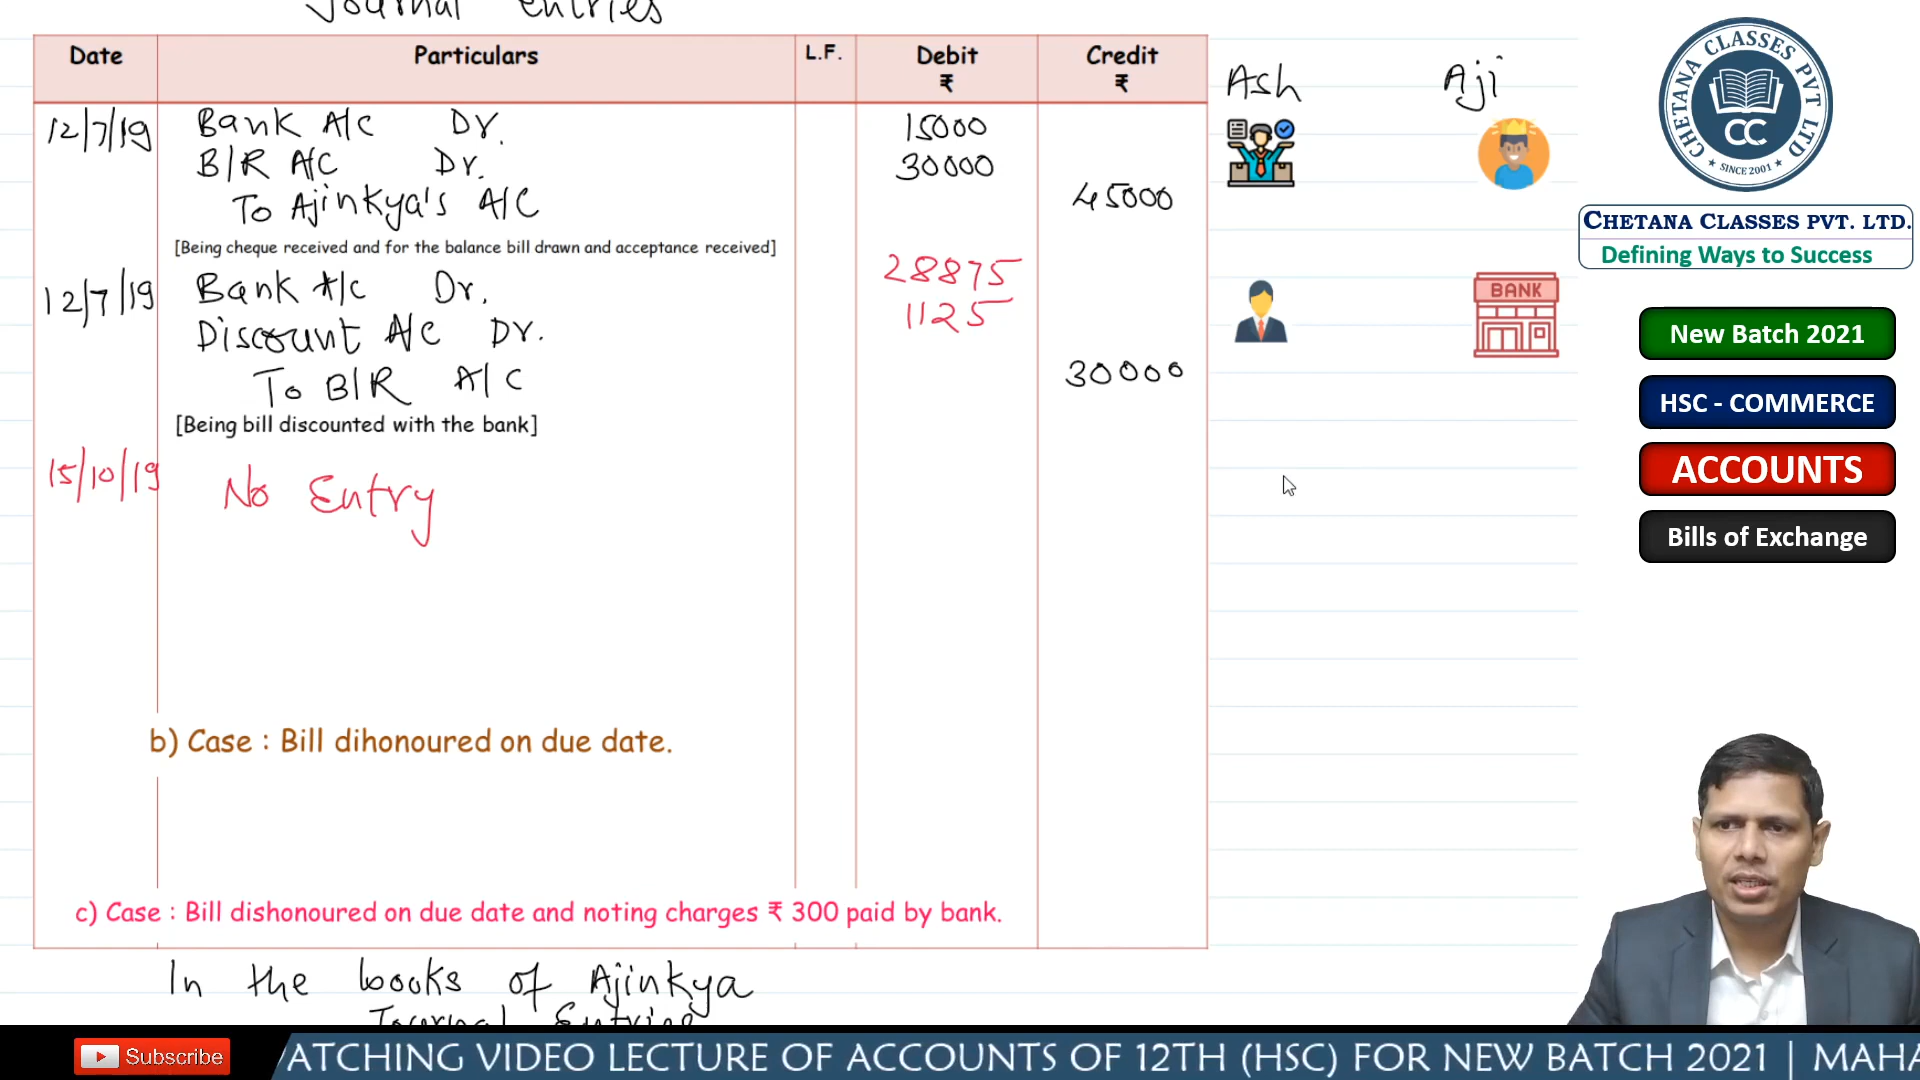 Journal Entries
Date Particulars L.F. Debit ₹ Credit ₹
12/7/19 Bank A/c Dr. 15000
B/R A/c Dr. 30000
To Ajinkya's A/c 45000
[Being cheque received and for the balance bill drawn and acceptance received]
12/7/19 Bank A/c Dr. 28875
Discount A/c Dr. 1125
To B/R A/c 30000
[Being bill discounted with the bank]
15/10/19 No Entry
b) Case : Bill dihonoured on due date.
c) Case : Bill dishonoured on due date and noting charges ₹ 300 paid by bank.
In the books of Ajinkya
Journal Entries
Ash Aji
BANK
CHETANA CLASSES PVT LTD
CC
SINCE 2001
CHETANA CLASSES PVT. LTD.
Defining Ways to Success
New Batch 2021
HSC - COMMERCE
ACCOUNTS
Bills of Exchange
Subscribe
ATCHING VIDEO LECTURE OF ACCOUNTS OF 12TH (HSC) FOR NEW BATCH 2021 | MAHA